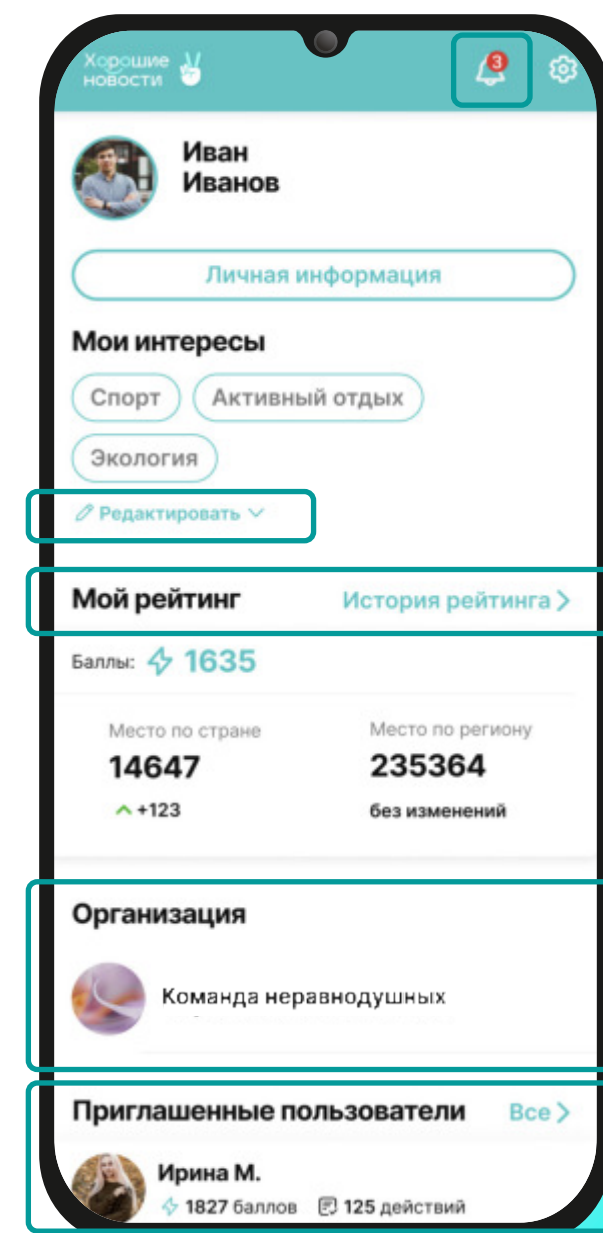 Хорошие
новости
3
Иван
Иванов
Личная информация
Мои интересы
Спорт Активный отдых
Экология
Редактировать
Мой рейтинг История рейтинга
Баллы: 1635
Место по стране Место по региону
14647 235364
+123 без изменений
Организация
Команда неравнодушных
Приглашенные пользователи Все
Ирина М.
1827 баллов 125 действий